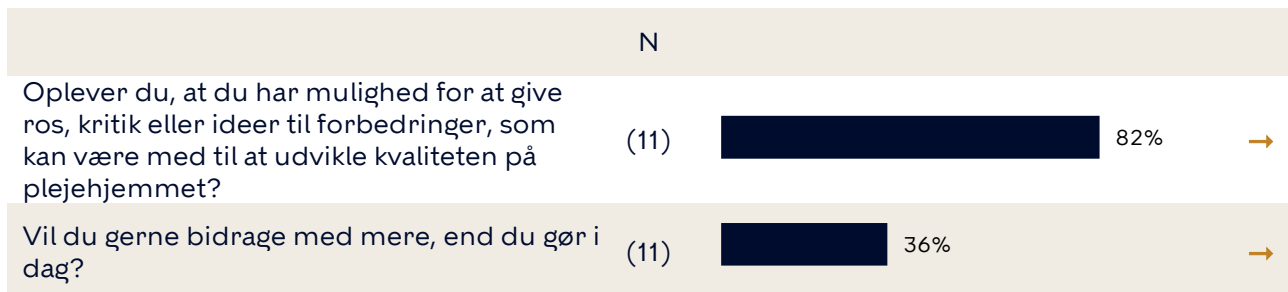 N
Oplever du, at du har mulighed for at give
ros, kritik eller ideer til forbedringer, som
kan være med til at udvikle kvaliteten på
plejehjemmet?
(11)
82%
→
Vil du gerne bidrage med mere, end du gør i
dag?
(11)
36%
→